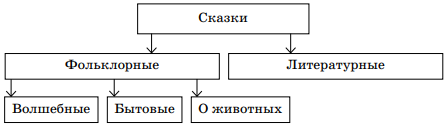 Сказки
Фольклорные
Литературные
Волшебные
Бытовые
О животных